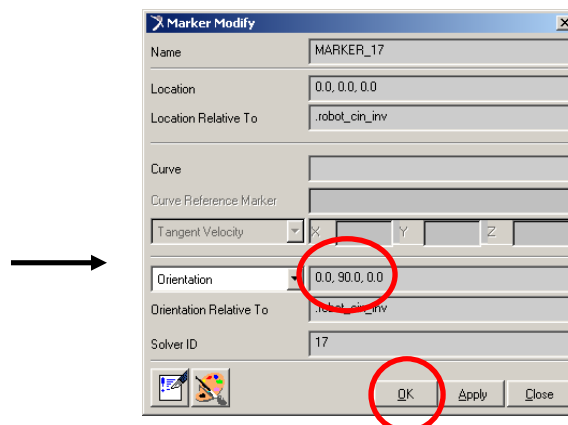 Marker Modify
Name MARKER_17
Location 0.0, 0.0, 0.0
Location Relative To .robot_cin_inv
Curve
Curve Reference Marker
Tangent Velocity X Y Z
Orientation 0.0, 90.0, 0.0
Orientation Relative To .robot_cin_inv
Solver ID 17
OK Apply Close